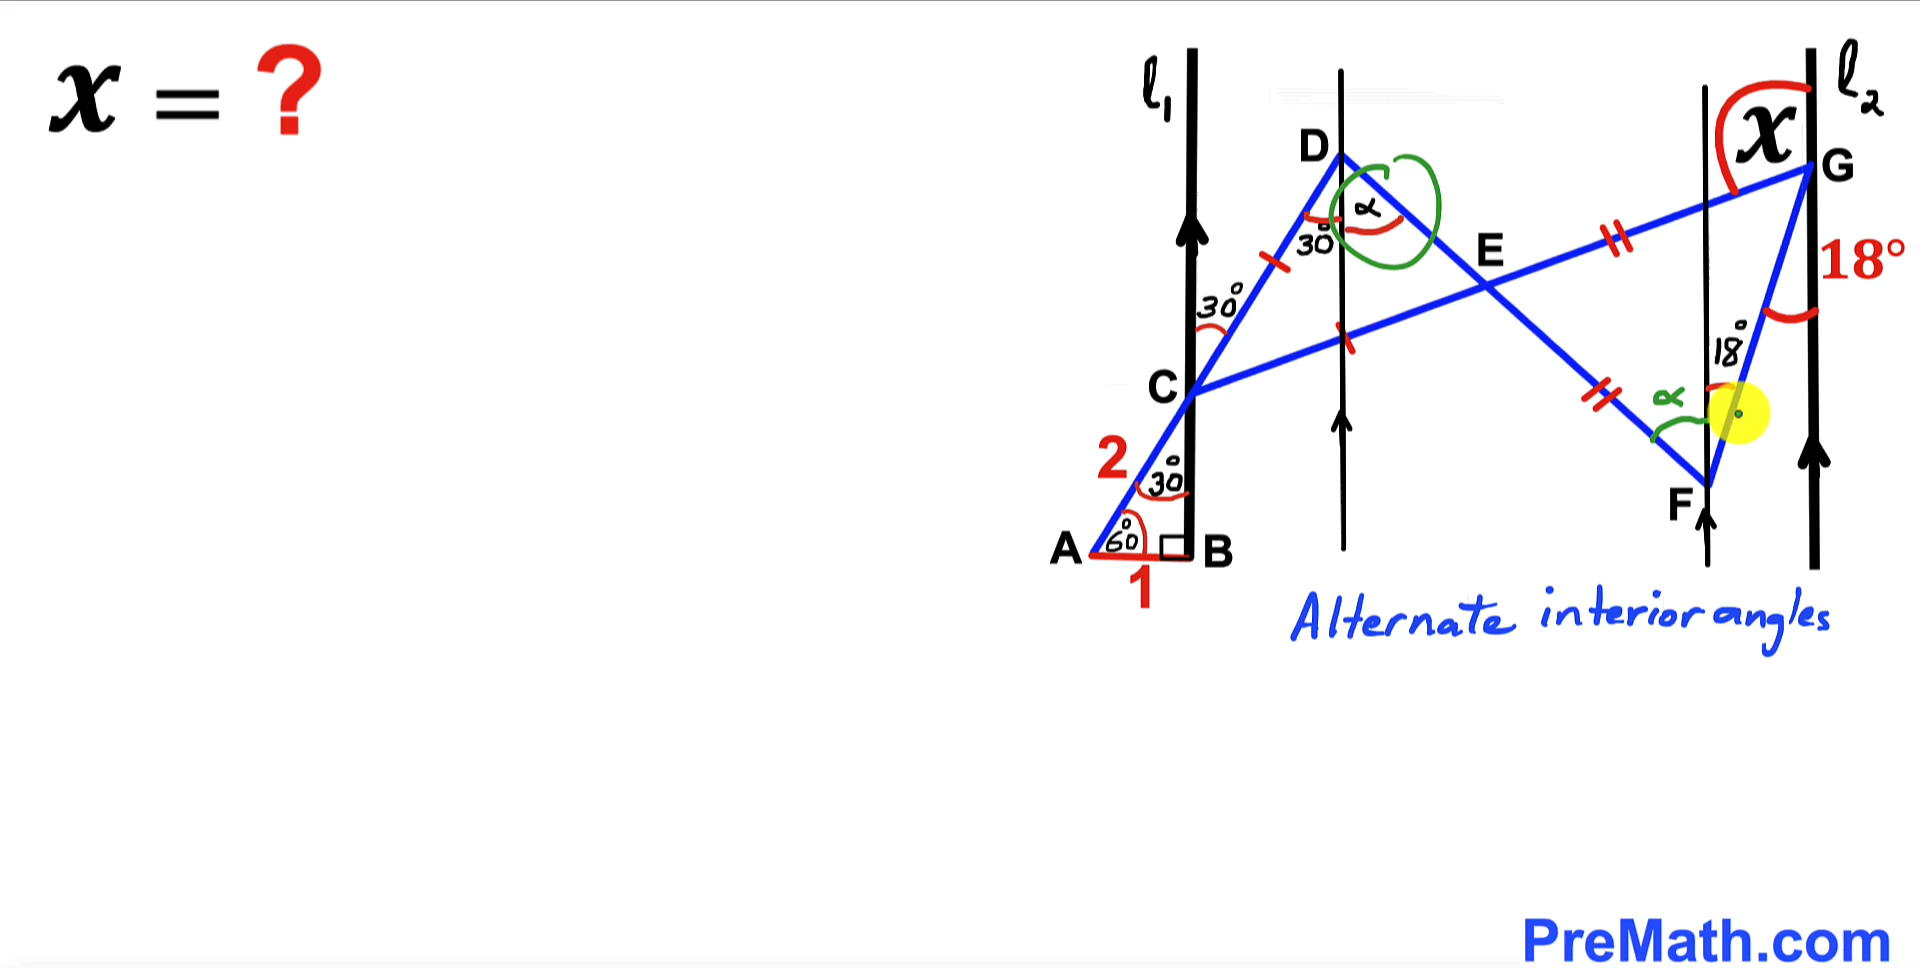 x = ?
l₁
l₂
D
α
x
G
30°
E
18°
30°
18°
C
α
2
30°
F
A
60°
B
1
Alternate interior angles
PreMath.com